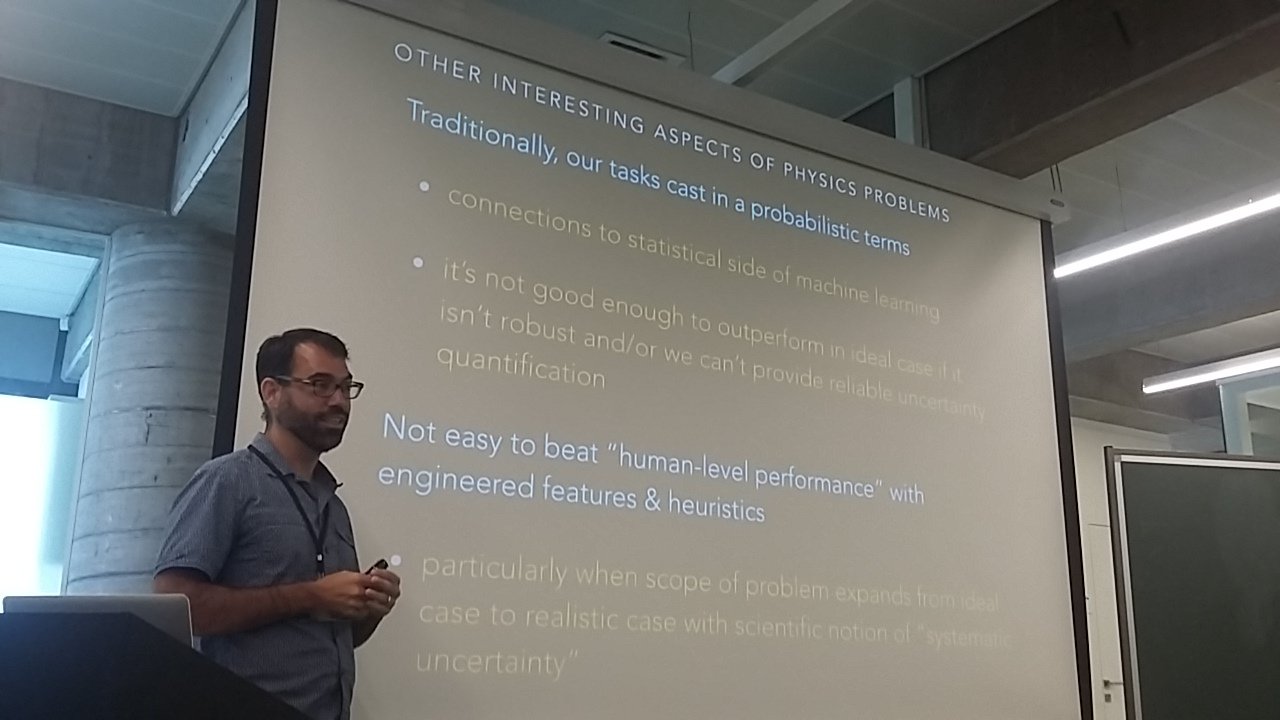 OTHER INTERESTING ASPECTS OF PHYSICS PROBLEMS
Traditionally, our tasks cast in a probabilistic terms
• connections to statistical side of machine learning
• it's not good enough to outperform in ideal case if it
isn't robust and/or we can't provide reliable uncertainty
quantification
Not easy to beat "human-level performance" with
engineered features & heuristics
• particularly when scope of problem expands from ideal
case to realistic case with scientific notion of "systematic
uncertainty"